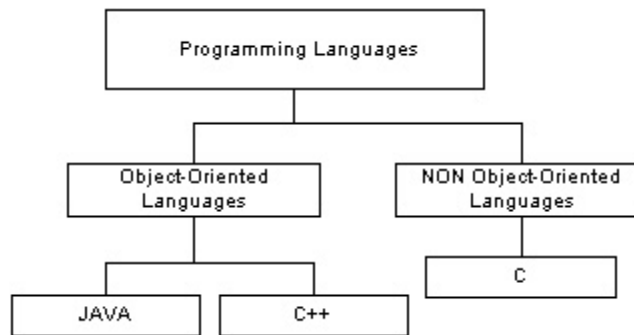 Programming Languages
Object-Oriented
Languages
NON Object-Oriented
Languages
C
JAVA
C++